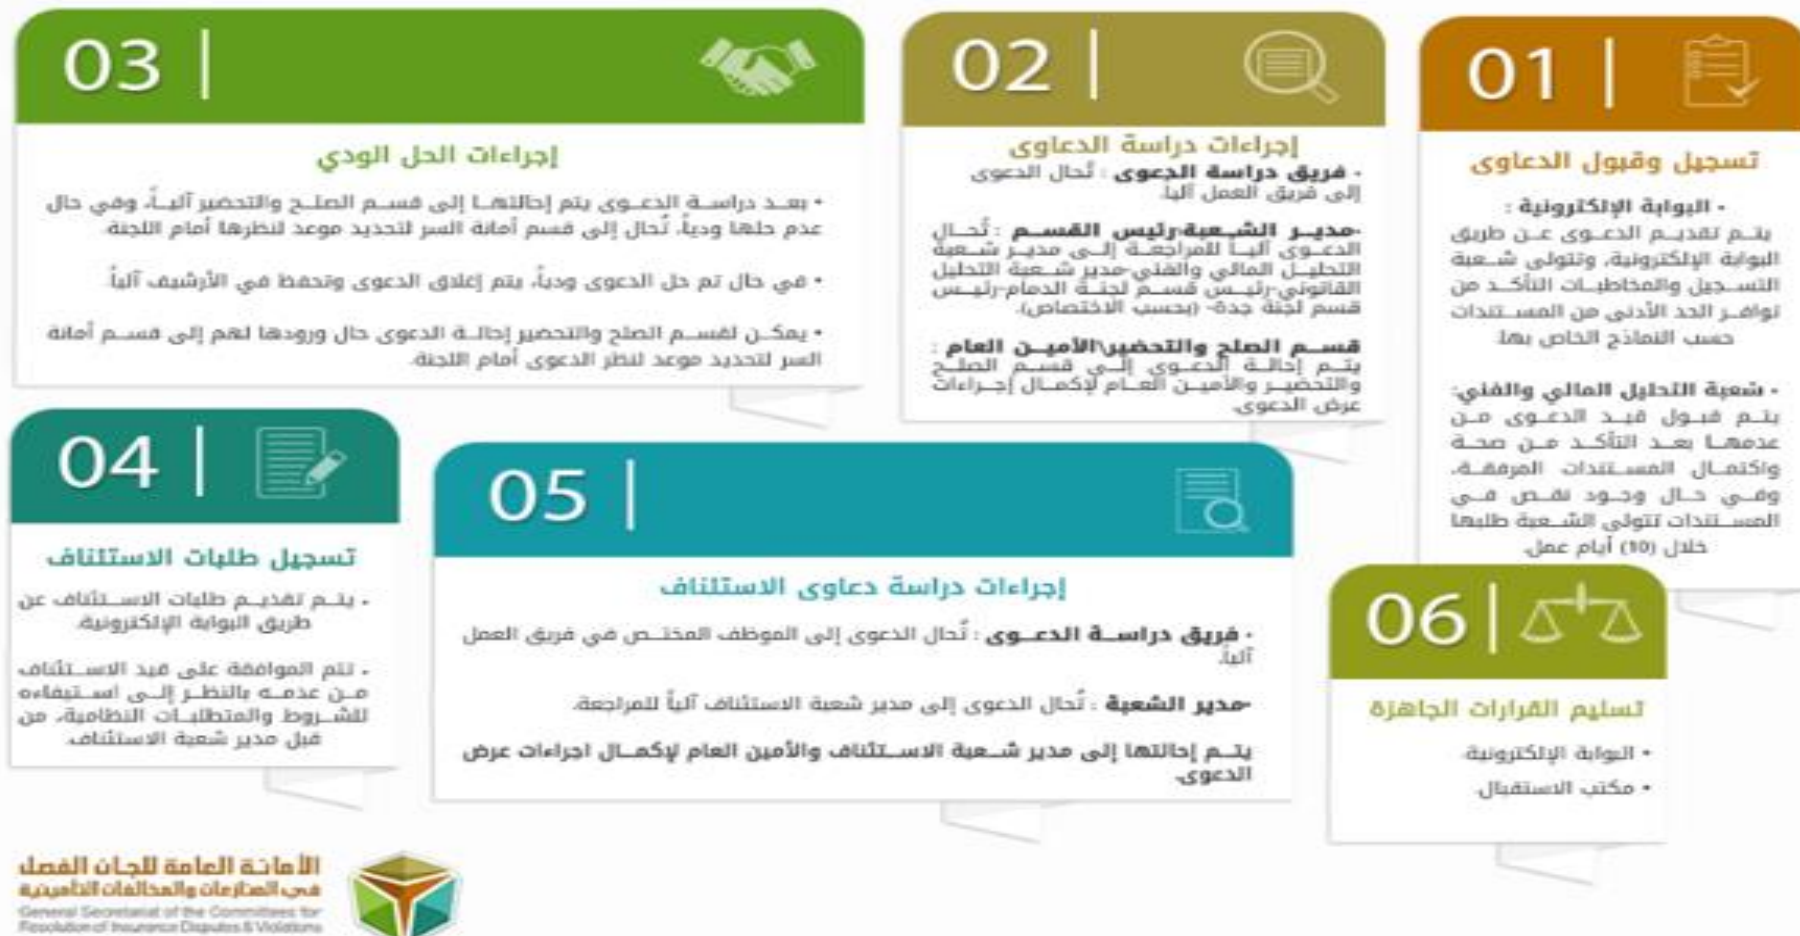 01
تسجيل وقبول الدعاوى
• البوابة الإلكترونية :
يتم تقديم الدعوى عن طريق
البوابة الإلكترونية، وتتولى شعبة
التسجيل والمخاطبات التأكد من
توافر الحد الأدنى من المستندات
حسب النماذج الخاص بها.
• شعبة التحليل المالي والفني:
يتم قبول قيد الدعوى من
عدمها بعد التأكد من صحة
واكتمال المستندات المرفقة،
وفي حال وجود نقص في
المستندات تتولى الشعبة طلبها
خلال (10) أيام عمل.
02
إجراءات دراسة الدعاوى
• فريق دراسة الدعوى : تُحال الدعوى
إلى فريق العمل آلياً.
-مدير الشعبة-رئيس القسم : تُحال
الدعوى آلياً للمراجعة إلى مدير شعبة
التحليل المالي والفني-مدير شعبة التحليل
القانوني-رئيس قسم لجنة الدمام-رئيس
قسم لجنة جدة- (بحسب الاختصاص).
قسم الصلح والتحضير\الأمين العام :
يتم إحالة الدعوى إلى قسم الصلح
والتحضير والأمين العام لإكمال إجراءات
عرض الدعوى.
03
إجراءات الحل الودي
• بعد دراسة الدعوى يتم إحالتها إلى قسم الصلح والتحضير آلياً، وفي حال
عدم حلها ودياً، تُحال إلى قسم أمانة السر لتحديد موعد لنظرها أمام اللجنة.
• في حال تم حل الدعوى ودياً، يتم إغلاق الدعوى وتحفظ في الأرشيف آلياً.
• يمكن لقسم الصلح والتحضير إحالة الدعوى حال ورودها لهم إلى قسم أمانة
السر لتحديد موعد لنظر الدعوى أمام اللجنة.
04
تسجيل طلبات الاستئناف
• يتم تقديم طلبات الاستئناف عن
طريق البوابة الإلكترونية.
• تتم الموافقة على قيد الاستئناف
من عدمه بالنظر إلى استيفاءه
للشروط والمتطلبات النظامية، من
قبل مدير شعبة الاستئناف.
05
إجراءات دراسة دعاوى الاستئناف
• فريق دراسة الدعوى : تُحال الدعوى إلى الموظف المختص في فريق العمل
آلياً.
-مدير الشعبة : تُحال الدعوى إلى مدير شعبة الاستئناف آلياً للمراجعة.
يتم إحالتها إلى مدير شعبة الاستئناف والأمين العام لإكمال اجراءات عرض
الدعوى.
06
تسليم القرارات الجاهزة
• البوابة الإلكترونية.
• مكتب الاستقبال.
الأمانة العامة للجان الفصل
في المنازعات والمخالفات التأمينية
General Secretariat of the Committees for
Resolution of Insurance Disputes & Violations